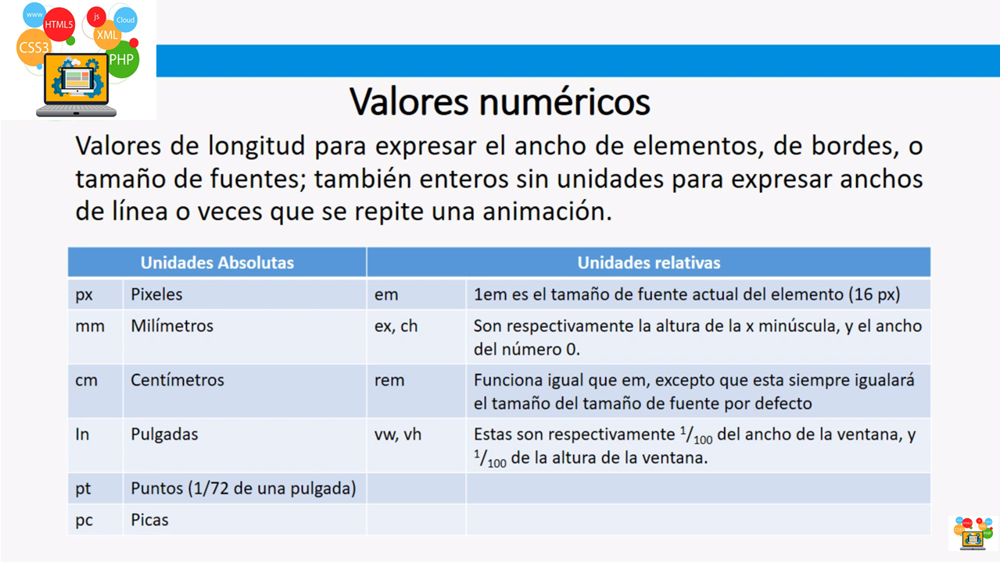 www
HTML5
js
Cloud
XML
CSS3
PHP
Valores numéricos
Valores de longitud para expresar el ancho de elementos, de bordes, o
tamaño de fuentes; también enteros sin unidades para expresar anchos
de línea o veces que se repite una animación.
Unidades Absolutas Unidades relativas
px Pixeles em 1em es el tamaño de fuente actual del elemento (16 px)
mm Milímetros ex, ch Son respectivamente la altura de la x minúscula, y el ancho
del número 0.
cm Centímetros rem Funciona igual que em, excepto que esta siempre igualará
el tamaño del tamaño de fuente por defecto
In Pulgadas vw, vh Estas son respectivamente 1/100 del ancho de la ventana, y
1/100 de la altura de la ventana.
pt Puntos (1/72 de una pulgada)
pc Picas